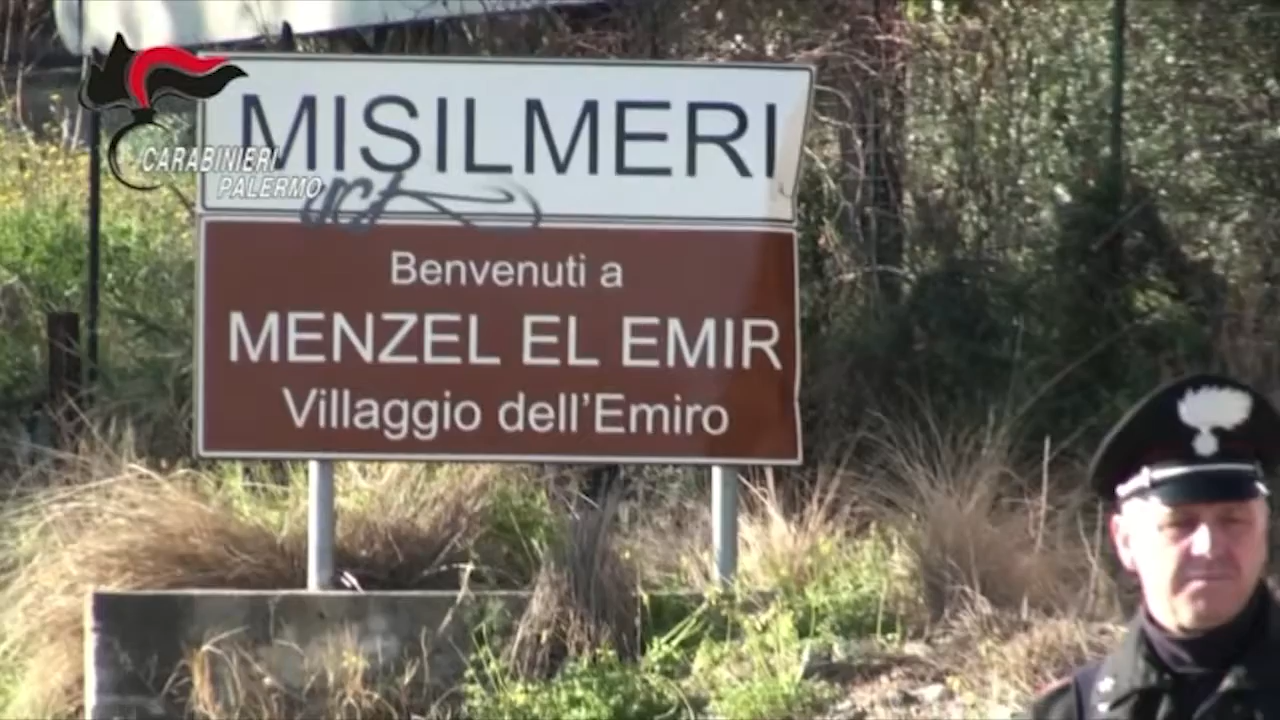 MISILMERI
CARABINIERI
PALERMO
Benvenuti a
MENZEL EL EMIR
Villaggio dell'Emiro